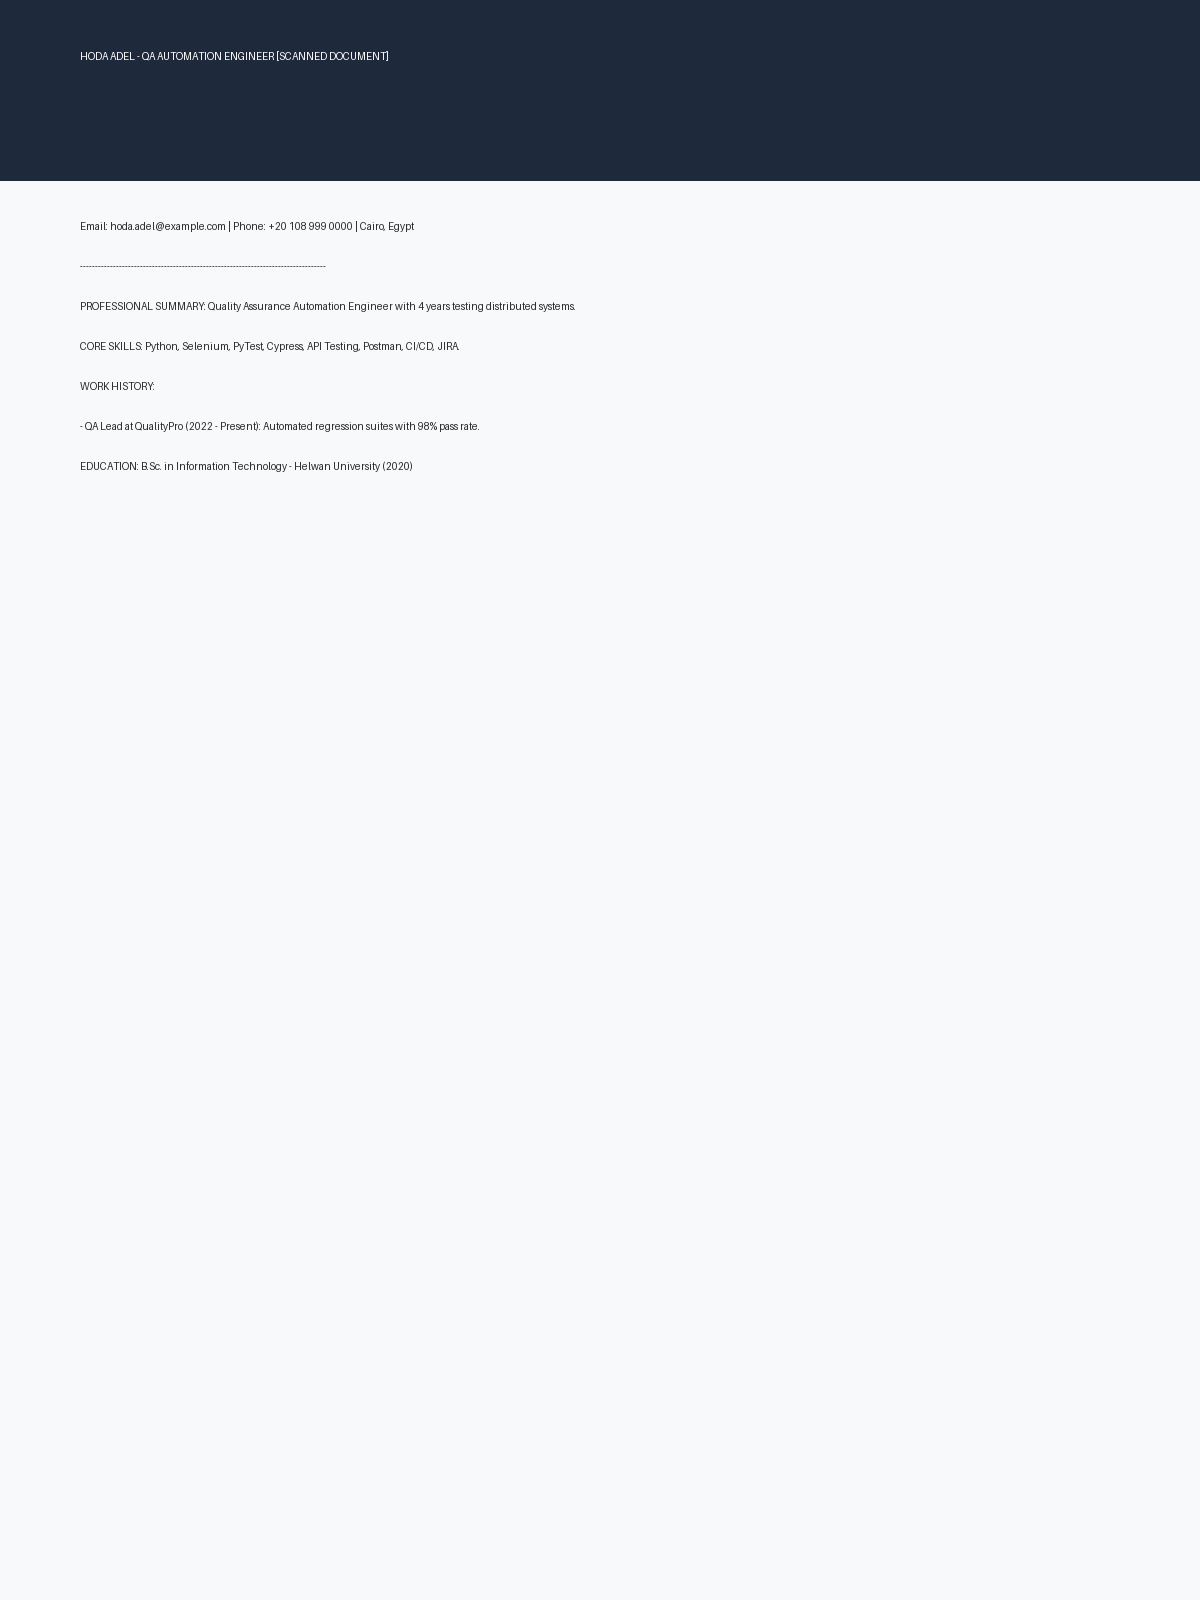 HODA ADEL - QA AUTOMATION ENGINEER [SCANNED DOCUMENT]
Email: hoda.adel@example.com | Phone: +20 108 999 0000 | Cairo, Egypt
----------------------------------------------------------------------------------
PROFESSIONAL SUMMARY: Quality Assurance Automation Engineer with 4 years testing distributed systems.
CORE SKILLS: Python, Selenium, PyTest, Cypress, API Testing, Postman, CI/CD, JIRA.
WORK HISTORY:
- QA Lead at QualityPro (2022 - Present): Automated regression suites with 98% pass rate.
EDUCATION: B.Sc. in Information Technology - Helwan University (2020)